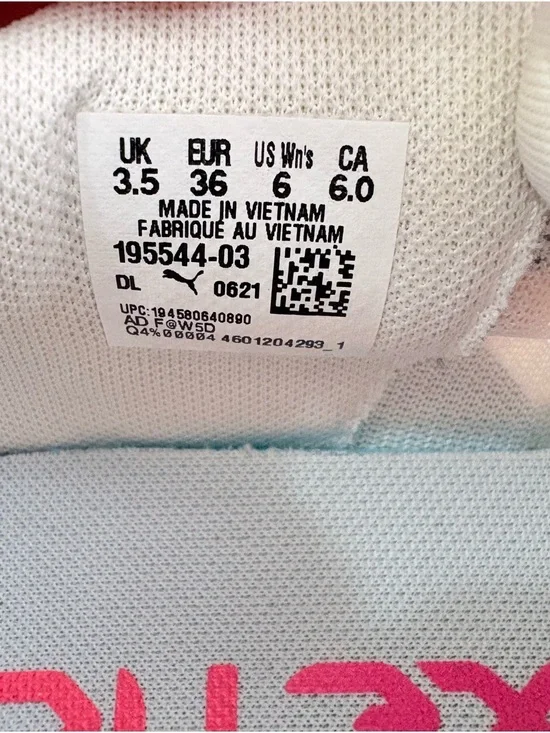 UK EUR US Wn's CA
3.5 36 6 6.0
MADE IN VIETNAM
FABRIQUÉ AU VIETNAM
195544-03
DL 0621
UPC:194580640890
AD F@W5D
Q4%00004 4601204293_1